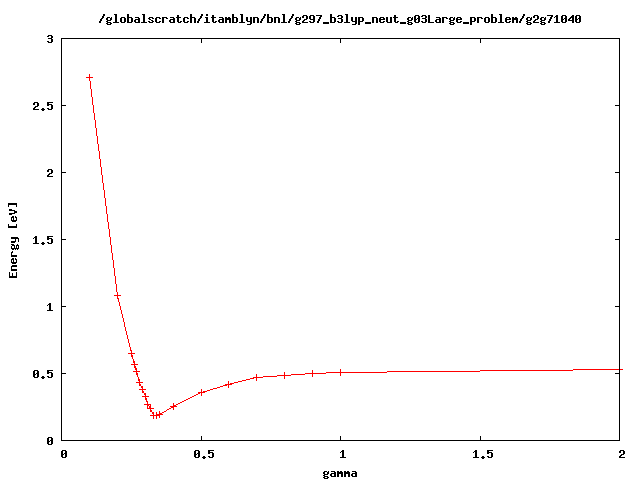 /globalscratch/itamblyn/bnl/g297_b3lyp_neut_g03Large_problem/g2g71040
3
2.5
2
1.5
1
0.5
0
Energy [eV]
0 0.5 1 1.5 2
gamma